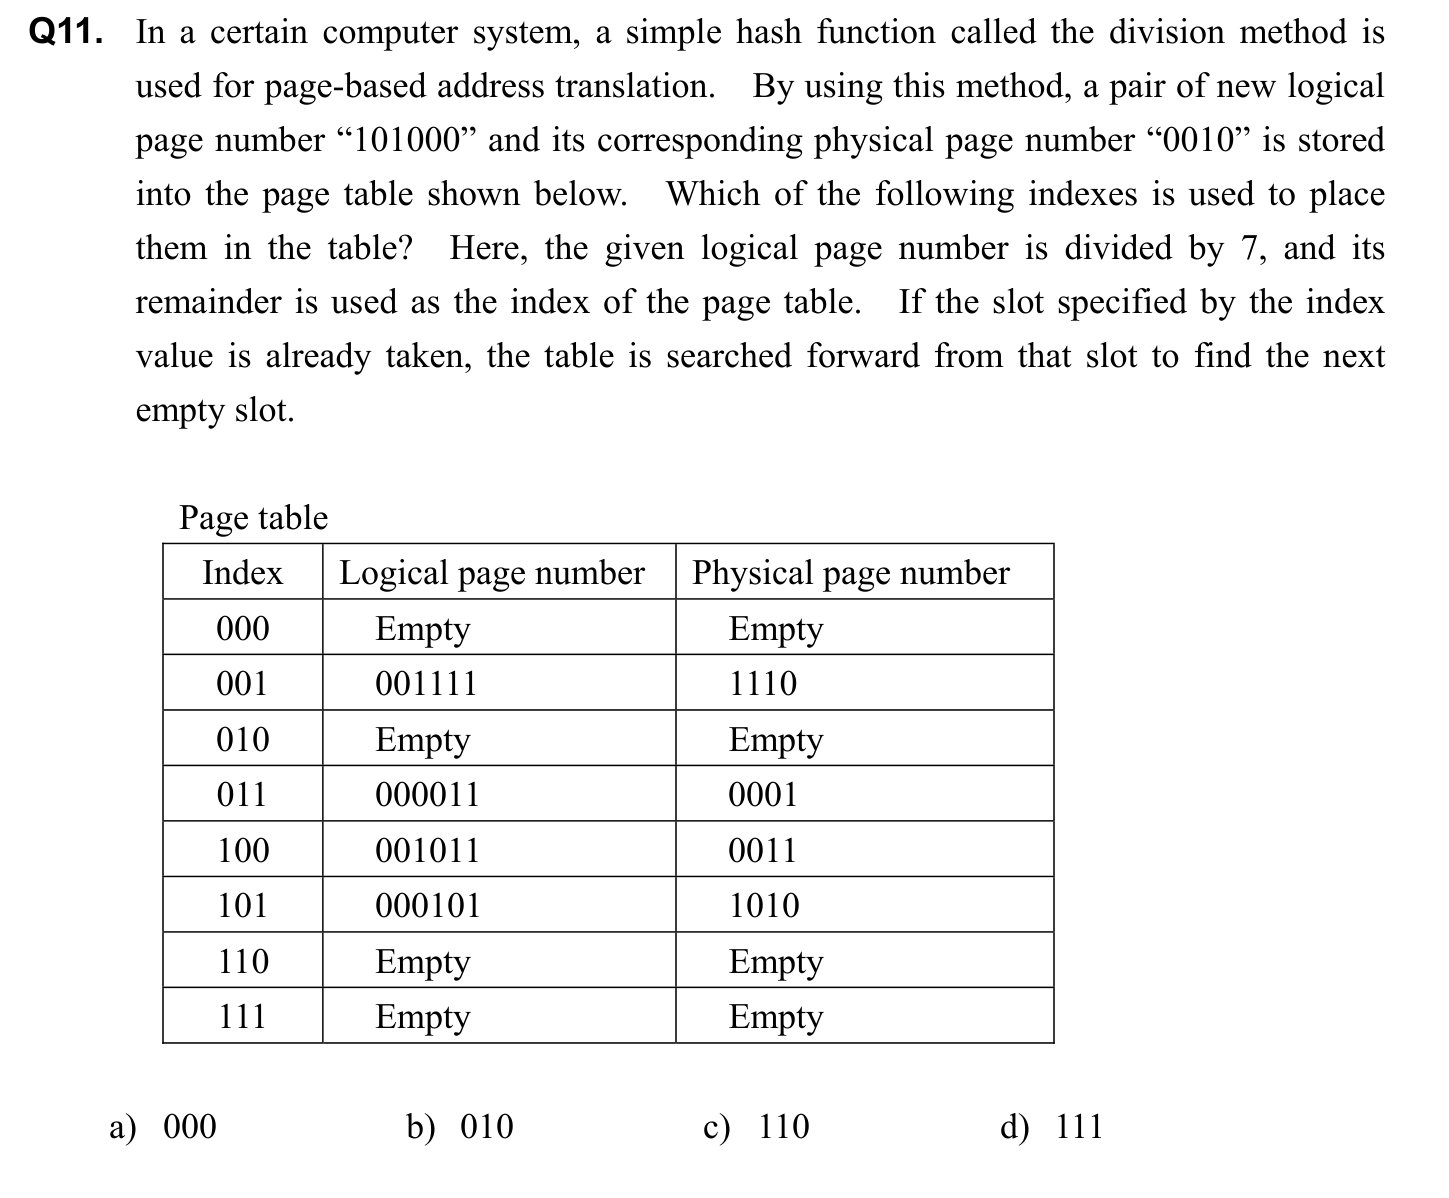 Q11. In a certain computer system, a simple hash function called the division method is
used for page-based address translation. By using this method, a pair of new logical
page number “101000” and its corresponding physical page number “0010” is stored
into the page table shown below. Which of the following indexes is used to place
them in the table? Here, the given logical page number is divided by 7, and its
remainder is used as the index of the page table. If the slot specified by the index
value is already taken, the table is searched forward from that slot to find the next
empty slot.
Page table
Index Logical page number Physical page number
000 Empty Empty
001 001111 1110
010 Empty Empty
011 000011 0001
100 001011 0011
101 000101 1010
110 Empty Empty
111 Empty Empty
a) 000 b) 010 c) 110 d) 111